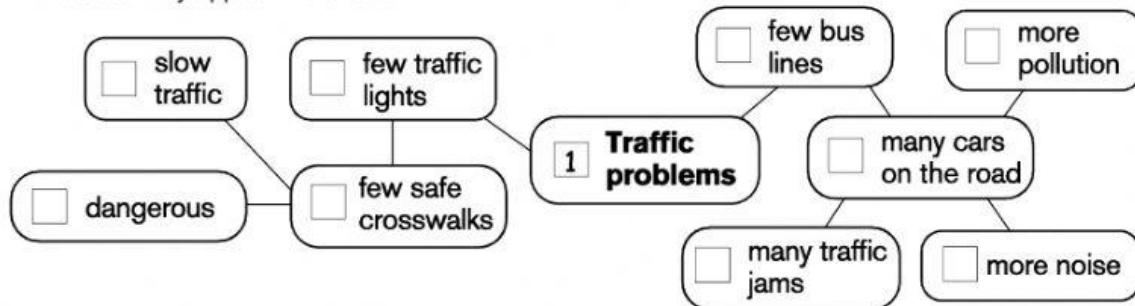 slow
traffic
few traffic
lights
dangerous
few safe
crosswalks
1
Traffic
problems
few bus
lines
more
pollution
many cars
on the road
many traffic
jams
more noise